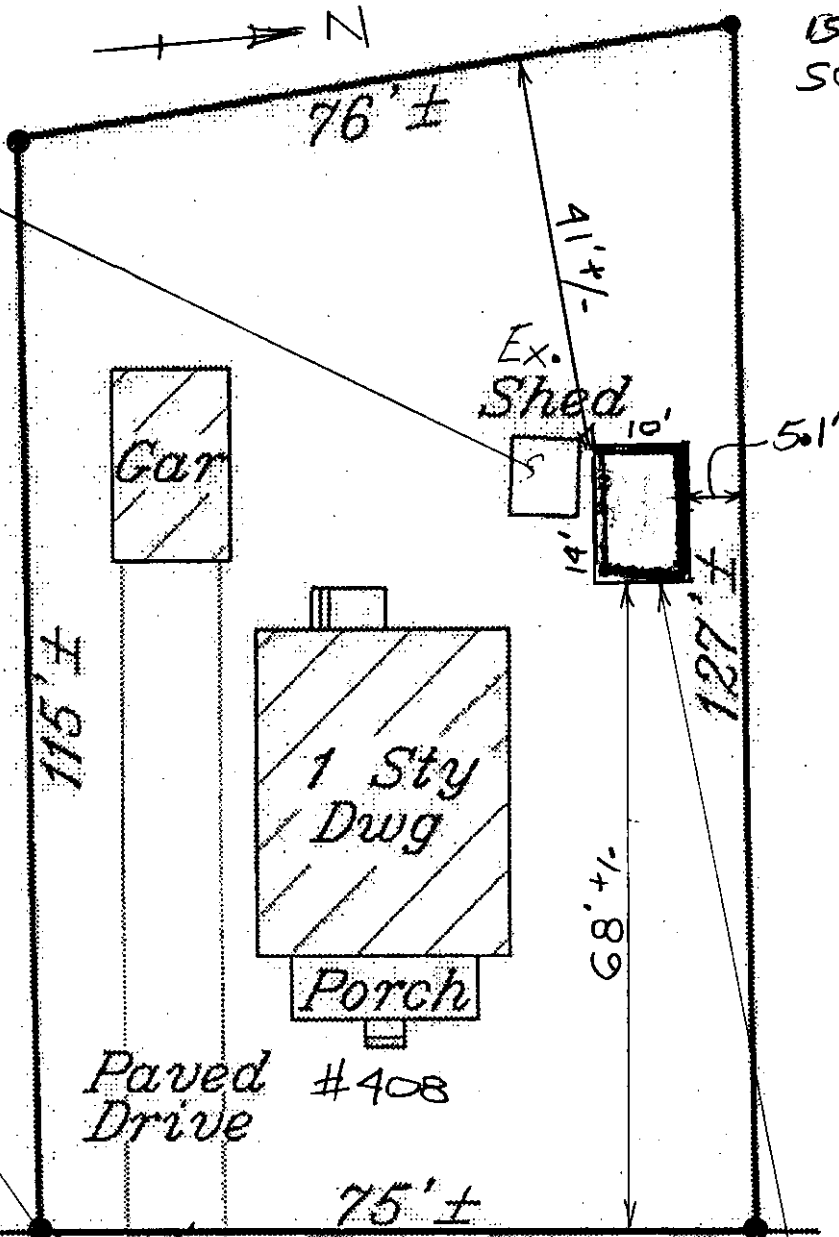 N
76' ±
41' +/-
Ex.
Shed
10'
5.1'
14'
Gar
115' ±
127' ±
1 Sty
Dwg
68' +/-
Porch
#408
Paved
Drive
75' ±